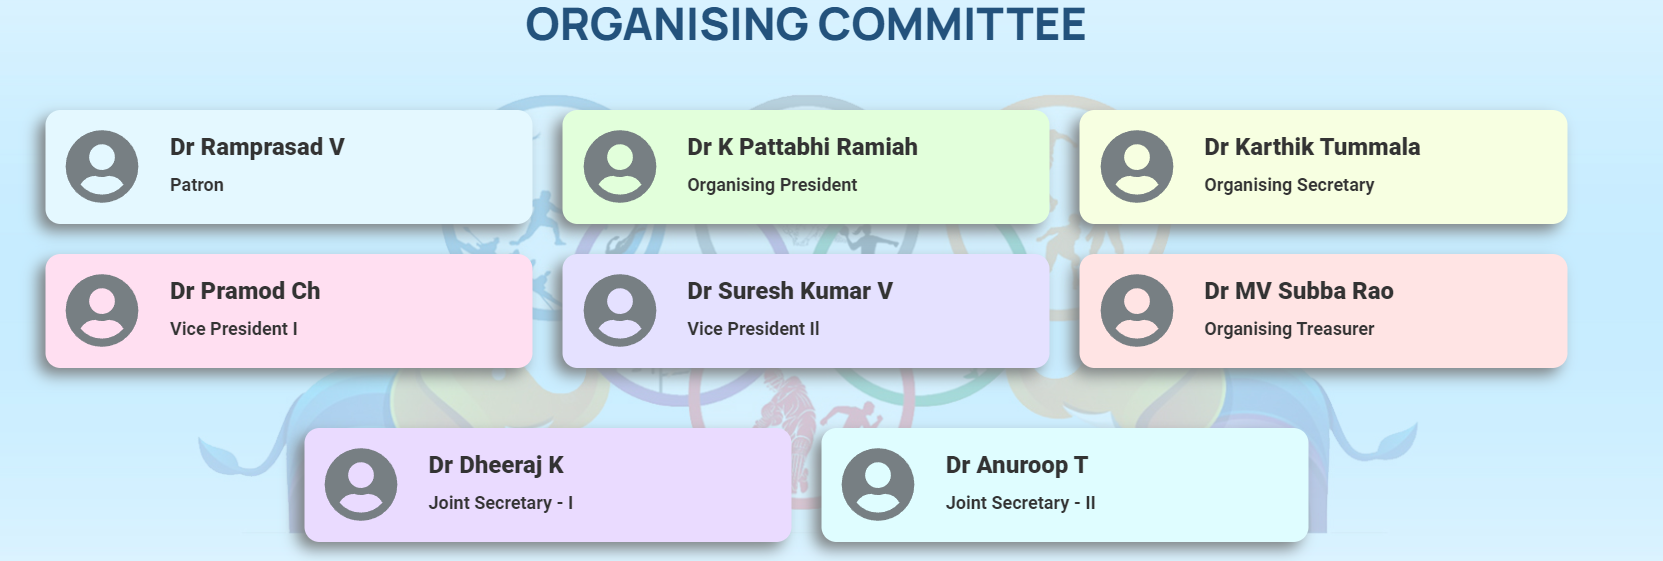 ORGANISING COMMITTEE
Dr Ramprasad V
Patron
Dr K Pattabhi Ramiah
Organising President
Dr Karthik Tummala
Organising Secretary
Dr Pramod Ch
Vice President I
Dr Suresh Kumar V
Vice President Il
Dr MV Subba Rao
Organising Treasurer
Dr Dheeraj K
Joint Secretary - I
Dr Anuroop T
Joint Secretary - II